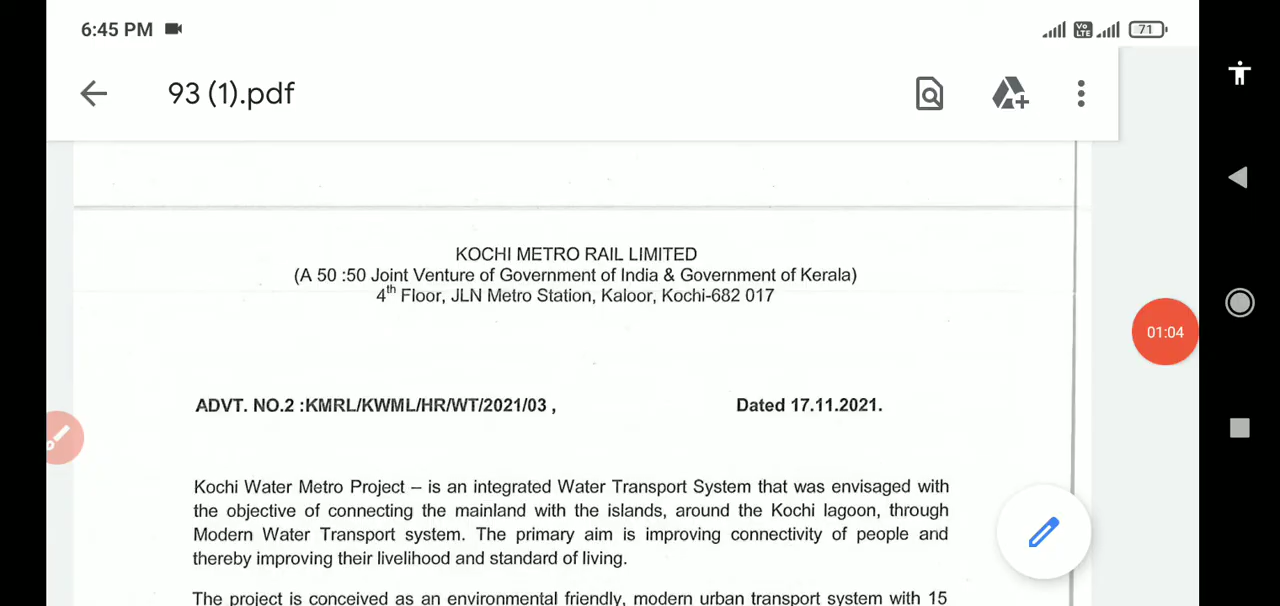 6:45 PM
Vo LTE
71
93 (1).pdf
KOCHI METRO RAIL LIMITED
(A 50 :50 Joint Venture of Government of India & Government of Kerala)
4th Floor, JLN Metro Station, Kaloor, Kochi-682 017
01:04
ADVT. NO.2 :KMRL/KWML/HR/WT/2021/03 , Dated 17.11.2021.
Kochi Water Metro Project – is an integrated Water Transport System that was envisaged with
the objective of connecting the mainland with the islands, around the Kochi lagoon, through
Modern Water Transport system. The primary aim is improving connectivity of people and
thereby improving their livelihood and standard of living.
The project is conceived as an environmental friendly, modern urban transport system with 15